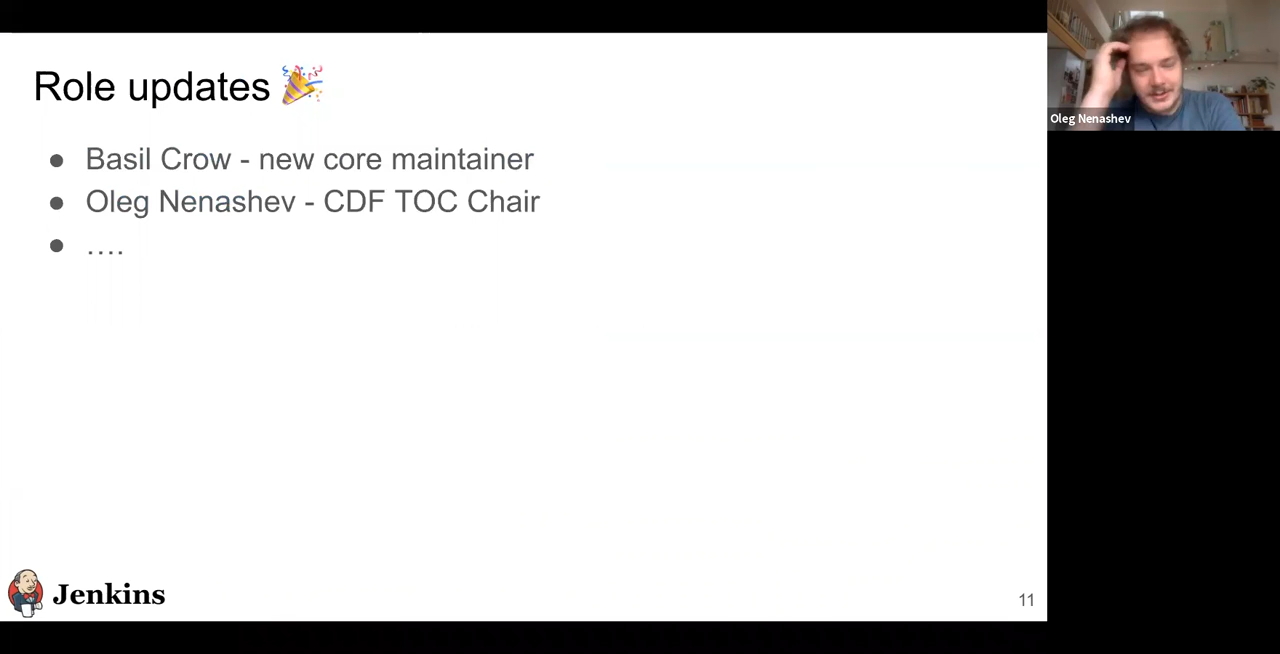 Role updates 🎉
● Basil Crow - new core maintainer
● Oleg Nenashev - CDF TOC Chair
● ....
Jenkins
11
Oleg Nenashev